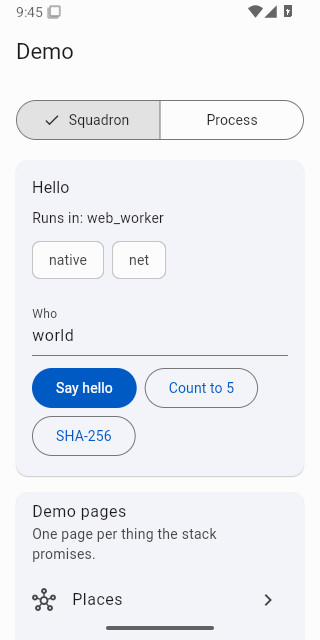 9:45
Demo
Squadron
Process
Hello
Runs in: web_worker
native
net
Who
world
Say hello
Count to 5
SHA-256
Demo pages
One page per thing the stack
promises.
Places